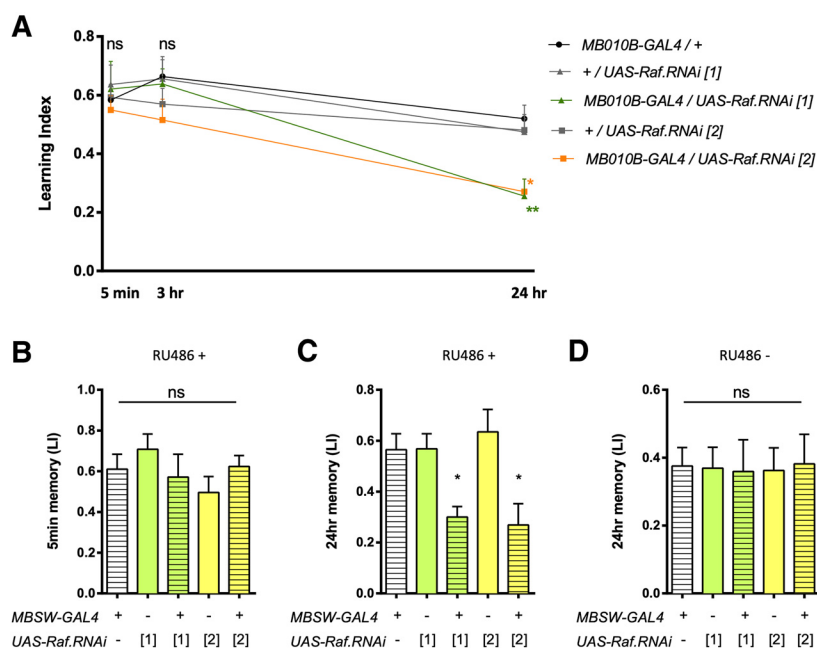 A
0.8
0.6
0.4
0.2
0.0
Learning Index
ns
ns
*
**
5 min
3 hr
24 hr
MB010B-GAL4 / +
+ / UAS-Raf.RNAi [1]
MB010B-GAL4 / UAS-Raf.RNAi [1]
+ / UAS-Raf.RNAi [2]
MB010B-GAL4 / UAS-Raf.RNAi [2]
B
RU486 +
ns
1.0
0.8
0.6
0.4
0.2
0.0
5min memory (LI)
MBSW-GAL4 + - + - +
UAS-Raf.RNAi - [1] [1] [2] [2]
C
RU486 +
0.8
0.6
0.4
0.2
0.0
24hr memory (LI)
*
*
MBSW-GAL4 + - + - +
UAS-Raf.RNAi - [1] [1] [2] [2]
D
RU486 -
ns
0.6
0.4
0.2
0.0
24hr memory (LI)
MBSW-GAL4 + - + - +
UAS-Raf.RNAi - [1] [1] [2] [2]